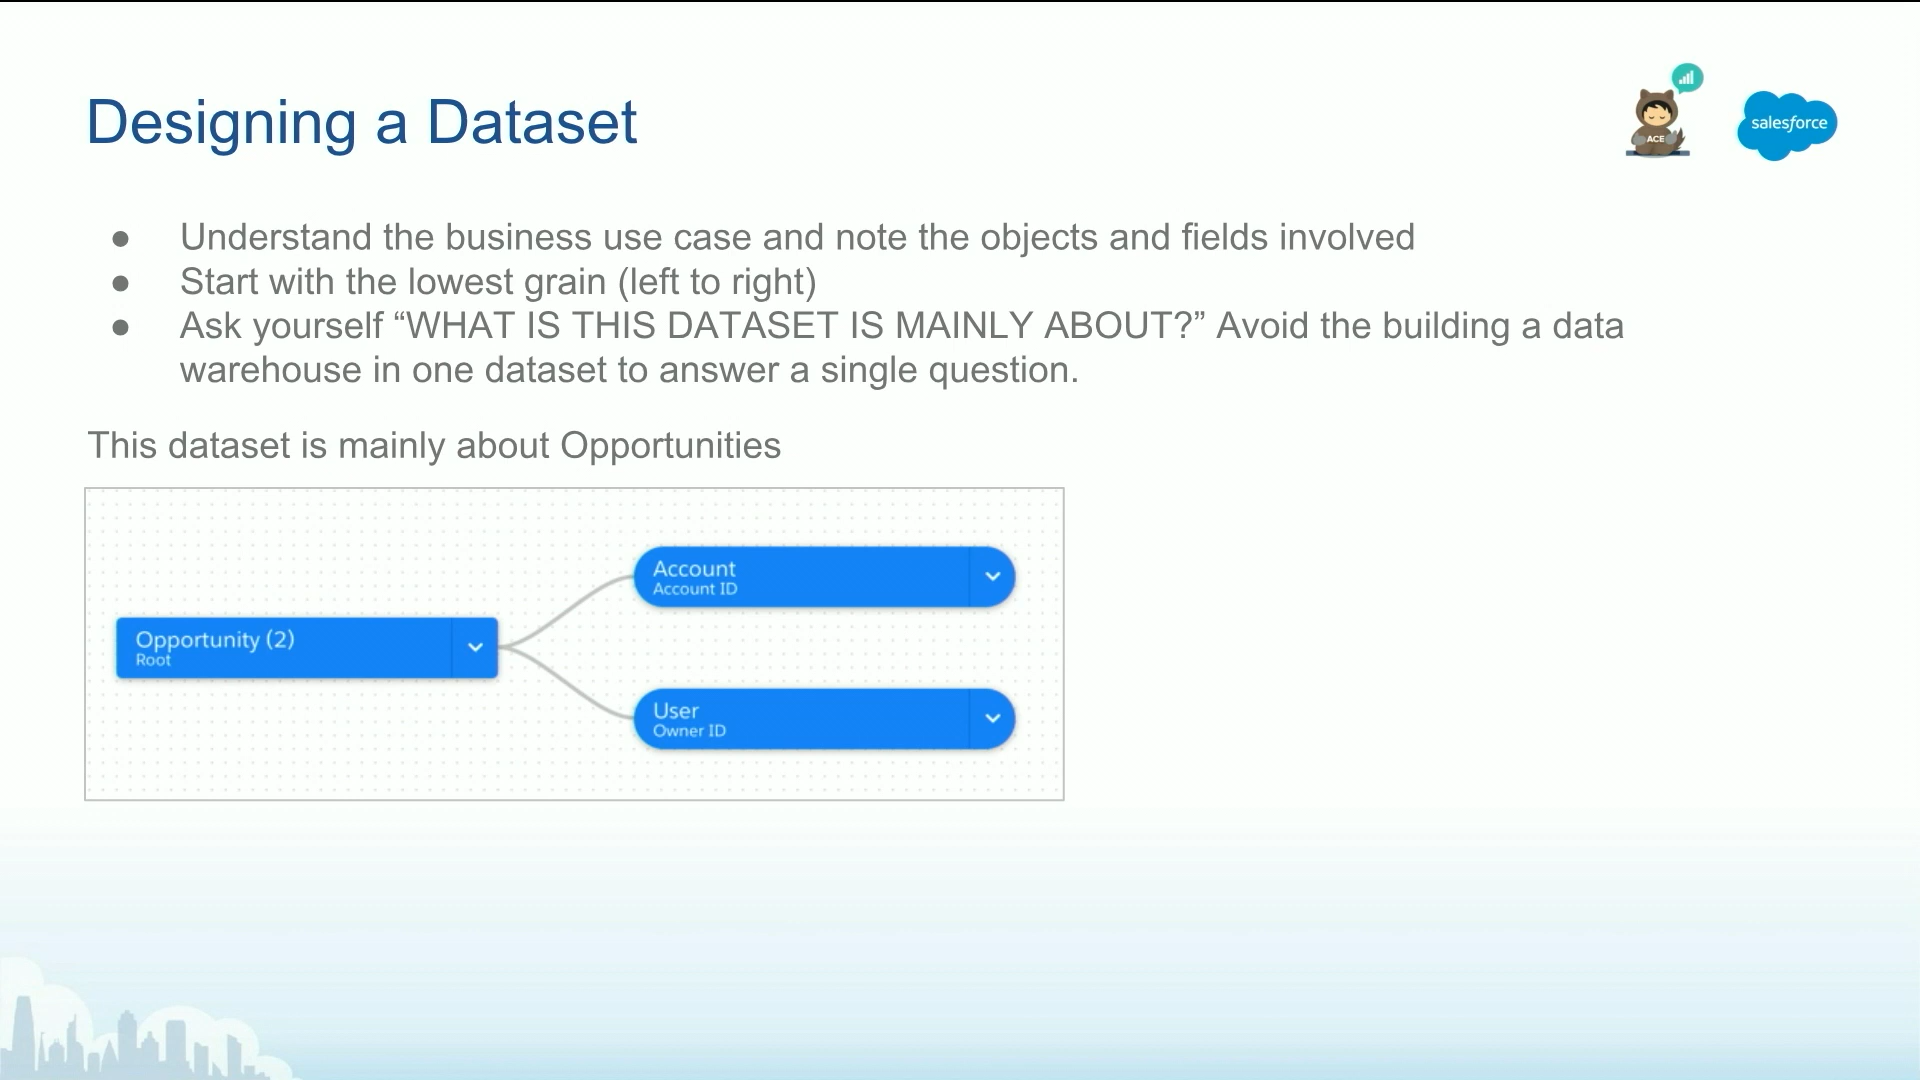 Designing a Dataset
ACE
salesforce
● Understand the business use case and note the objects and fields involved
● Start with the lowest grain (left to right)
● Ask yourself “WHAT IS THIS DATASET IS MAINLY ABOUT?” Avoid the building a data
warehouse in one dataset to answer a single question.
This dataset is mainly about Opportunities
Account
Account ID
Opportunity (2)
Root
User
Owner ID